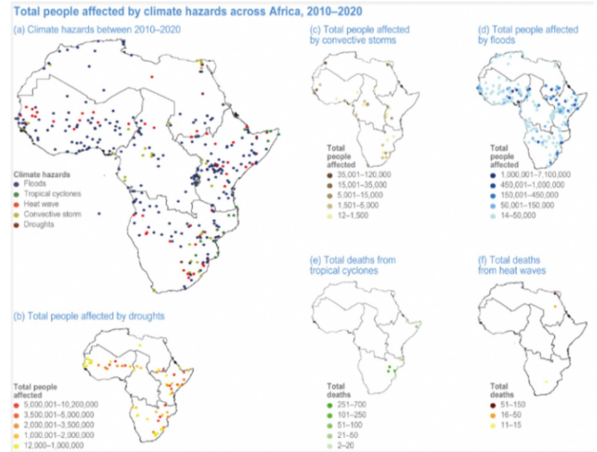 Total people affected by climate hazards across Africa, 2010–2020
(a) Climate hazards between 2010–2020
Climate hazards
Floods
Tropical cyclones
Heat wave
Convective storm
Droughts
(b) Total people affected by droughts
Total people
affected
5,000,001–10,200,000
3,500,001–5,000,000
2,000,001–3,500,000
1,000,001–2,000,000
12,000–1,000,000
(c) Total people affected
by convective storms
Total
people
affected
35,001–120,000
15,001–35,000
5,001–15,000
1,501–5,000
12–1,500
(d) Total people affected
by floods
Total
people
affected
1,000,001–7,100,000
450,001–1,000,000
150,001–450,000
50,001–150,000
14–50,000
(e) Total deaths from
tropical cyclones
Total
deaths
251–700
101–250
51–100
21–50
2–20
(f) Total deaths
from heat waves
Total
deaths
51–150
16–50
11–15